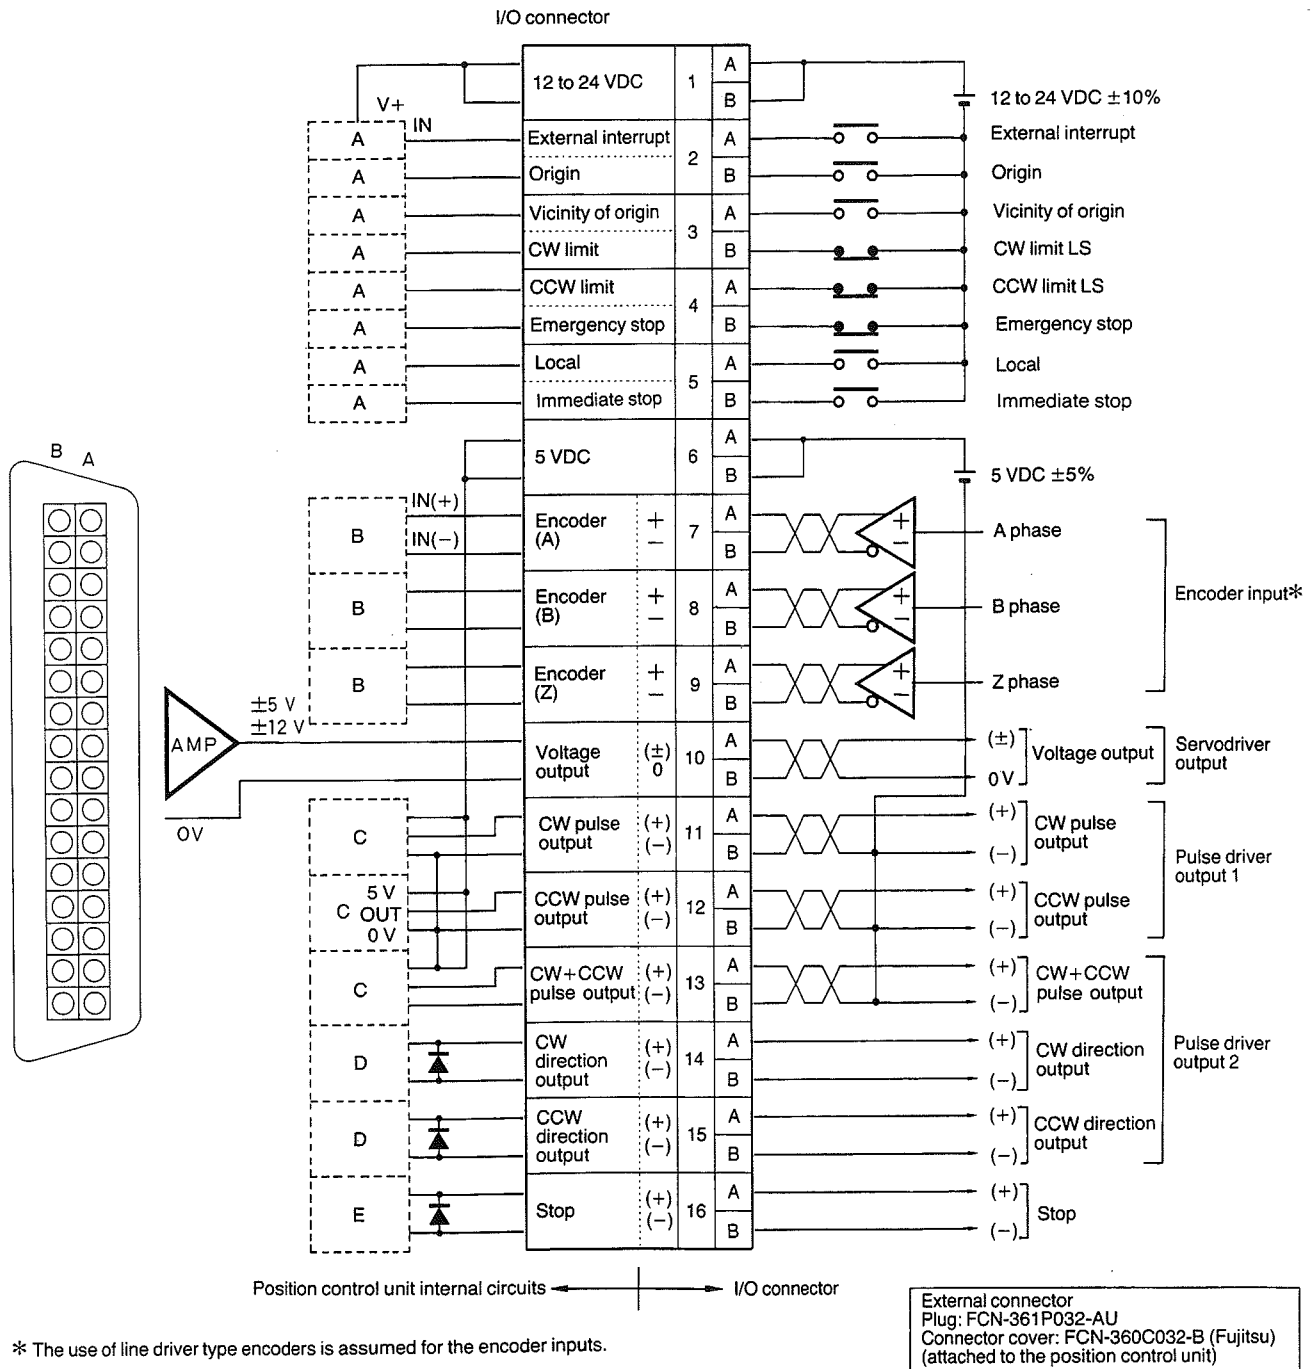 I/O connector
12 to 24 VDC 1 A B
12 to 24 VDC ±10%
V+
IN
A External interrupt 2 A External interrupt
A Origin B Origin
A Vicinity of origin 3 A Vicinity of origin
A CW limit B CW limit LS
A CCW limit 4 A CCW limit LS
A Emergency stop B Emergency stop
A Local 5 A Local
A Immediate stop B Immediate stop
B A
5 VDC 6 A B
5 VDC ±5%
IN(+)
IN(−)
B Encoder (A) + − 7 A B + − A phase
B Encoder (B) + − 8 A B + − B phase
B Encoder (Z) + − 9 A B + − Z phase
Encoder input*
±5 V
±12 V
AMP
0V
Voltage output (±) 0 10 A B (±) 0V Voltage output
Servodriver output
C CW pulse output (+) (−) 11 A B (+) (−) CW pulse output
C 5 V OUT 0 V CCW pulse output (+) (−) 12 A B (+) (−) CCW pulse output
Pulse driver output 1
C CW+CCW pulse output (+) (−) 13 A B (+) (−) CW+CCW pulse output
D CW direction output (+) (−) 14 A B (+) (−) CW direction output
D CCW direction output (+) (−) 15 A B (+) (−) CCW direction output
Pulse driver output 2
E Stop (+) (−) 16 A B (+) (−) Stop
Position control unit internal circuits I/O connector
External connector
Plug: FCN-361P032-AU
Connector cover: FCN-360C032-B (Fujitsu)
(attached to the position control unit)
* The use of line driver type encoders is assumed for the encoder inputs.